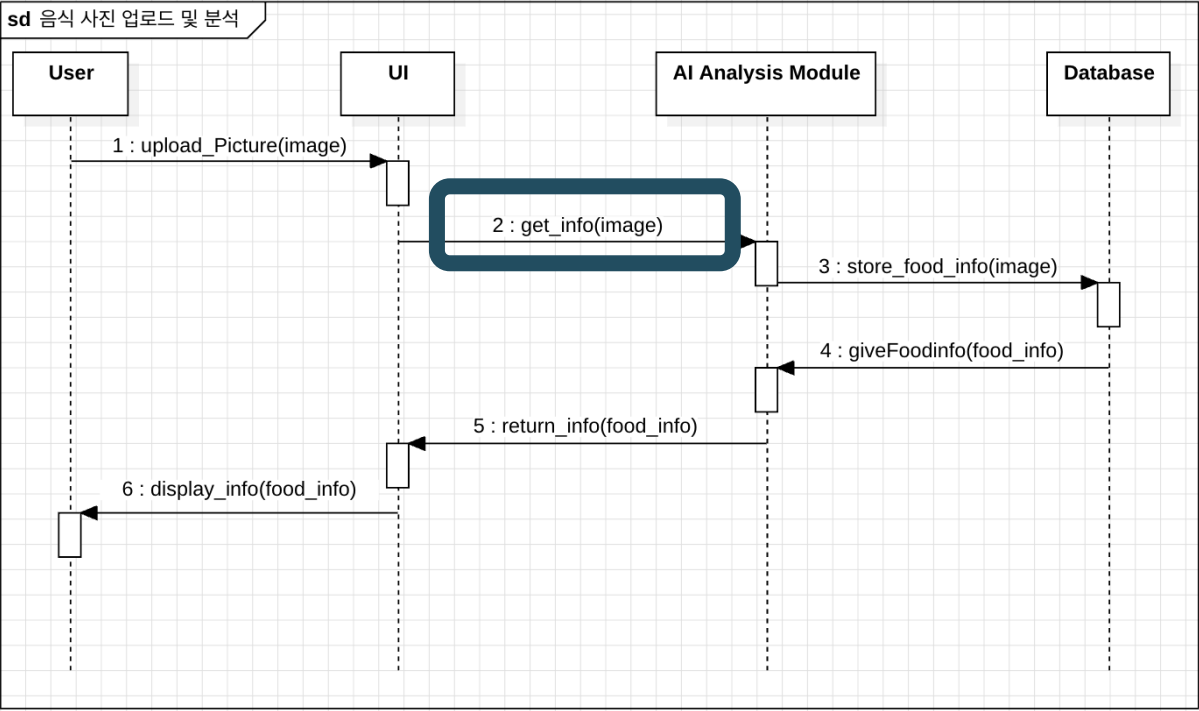 sd 음식 사진 업로드 및 분석
User
UI
AI Analysis Module
Database
1 : upload_Picture(image)
2 : get_info(image)
3 : store_food_info(image)
4 : giveFoodinfo(food_info)
5 : return_info(food_info)
6 : display_info(food_info)